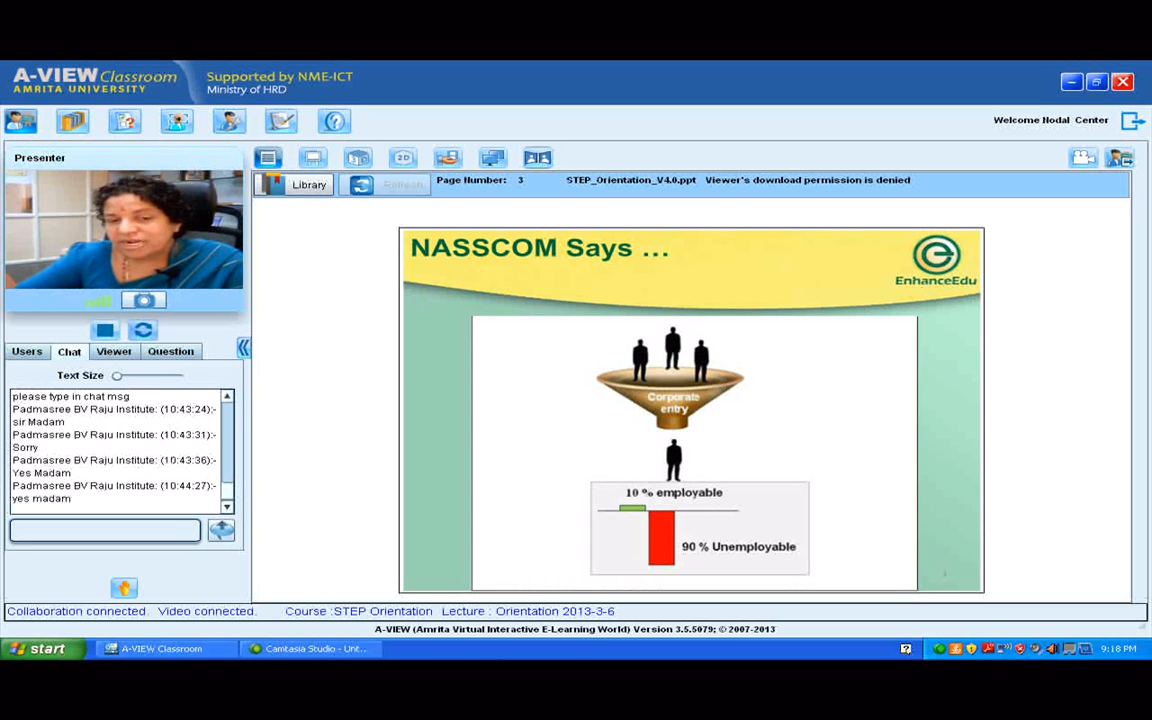 A-VIEW Classroom
AMRITA UNIVERSITY
Supported by NME-ICT
Ministry of HRD
Welcome Nodal Center
Presenter
2D
Library
Refresh
Page Number: 3
STEP_Orientation_V4.0.ppt Viewer's download permission is denied
NASSCOM Says ...
EnhanceEdu
Corporate
entry
10 % employable
90 % Unemployable
Users
Chat
Viewer
Question
Text Size
please type in chat msg
Padmasree BV Raju Institute: (10:43:24);-
sir Madam
Padmasree BV Raju Institute: (10:43:31):-
Sorry
Padmasree BV Raju Institute: (10:43:36):-
Yes Madam
Padmasree BV Raju Institute: (10:44:27):-
yes madam
Collaboration connected. Video connected. Course :STEP Orientation Lecture : Orientation 2013-3-6
A-VIEW (Amrita Virtual Interactive E-Learning World) Version 3.5.5079; © 2007-2013
start
A-VIEW Classroom
Camtasia Studio - Unt...
9:18 PM